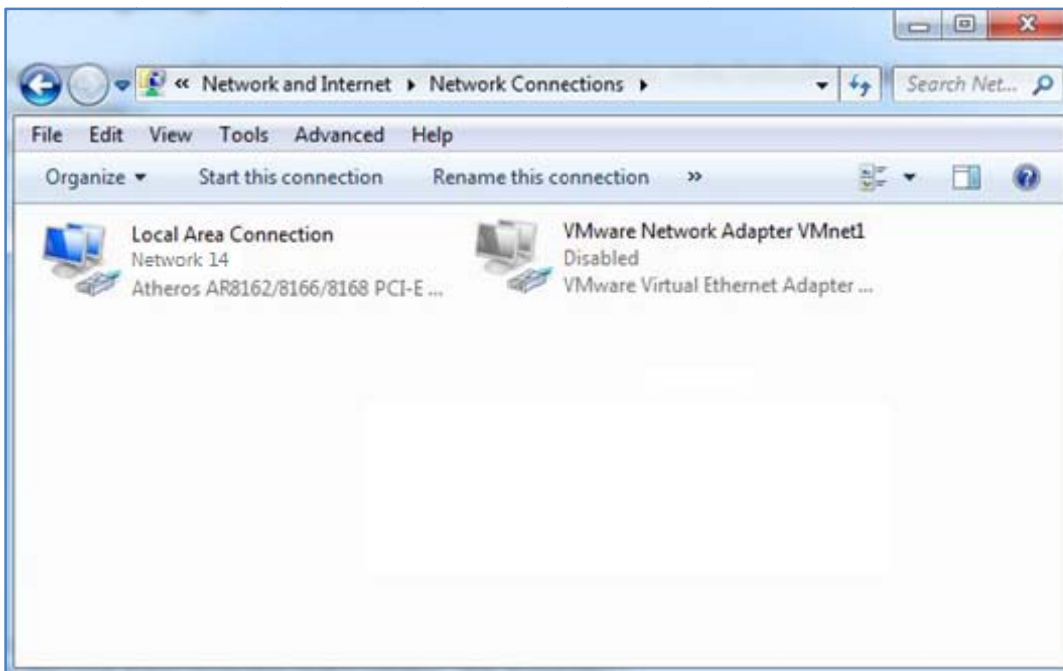 « Network and Internet ▸ Network Connections ▸ Search Net...
File Edit View Tools Advanced Help
Organize Start this connection Rename this connection »
Local Area Connection
Network 14
Atheros AR8162/8166/8168 PCI-E ...
VMware Network Adapter VMnet1
Disabled
VMware Virtual Ethernet Adapter ...